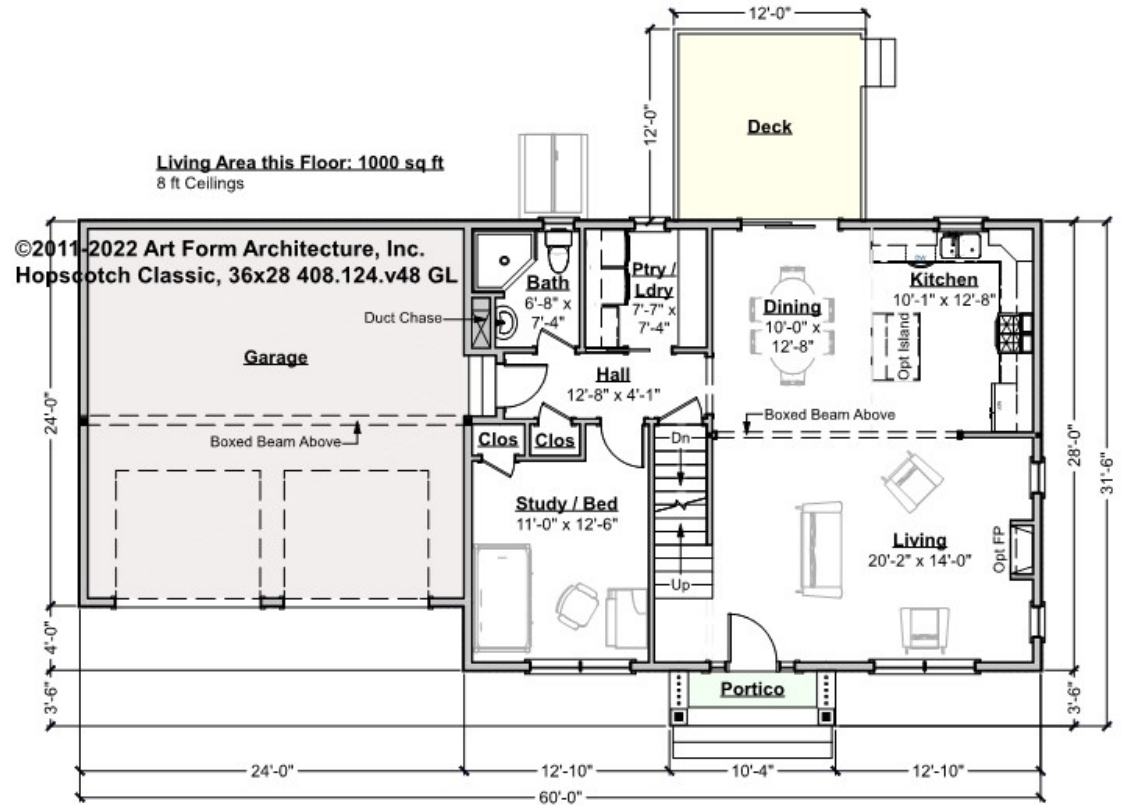 12'-0"
12'-0"
Deck
Living Area this Floor: 1000 sq ft
8 ft Ceilings
©2011-2022 Art Form Architecture, Inc.
Hopscotch Classic, 36x28 408.124.v48 GL
Bath
6'-8" x
7'-4"
Ptry /
Ldry
7'-7" x
7'-4"
Dining
10'-0" x
12'-8"
DW
Kitchen
10'-1" x 12'-8"
Opt Island
Duct Chase
Garage
Hall
12'-8" x 4'-1"
Boxed Beam Above
Boxed Beam Above
Clos
Clos
Dn
Up
Study / Bed
11'-0" x 12'-6"
Living
20'-2" x 14'-0"
Opt FP
Portico
24'-0"
4'-0"
3'-6"
28'-0"
31'-6"
3'-6"
24'-0"
12'-10"
10'-4"
12'-10"
60'-0"